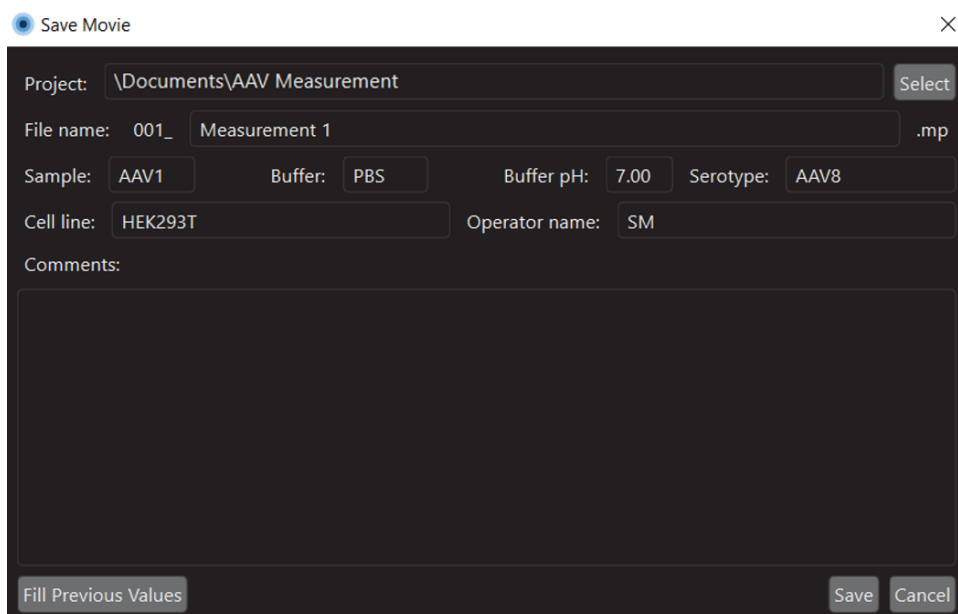 Save Movie
Project: \Documents\AAV Measurement Select
File name: 001_ Measurement 1 .mp
Sample: AAV1 Buffer: PBS Buffer pH: 7.00 Serotype: AAV8
Cell line: HEK293T Operator name: SM
Comments:
Fill Previous Values Save Cancel